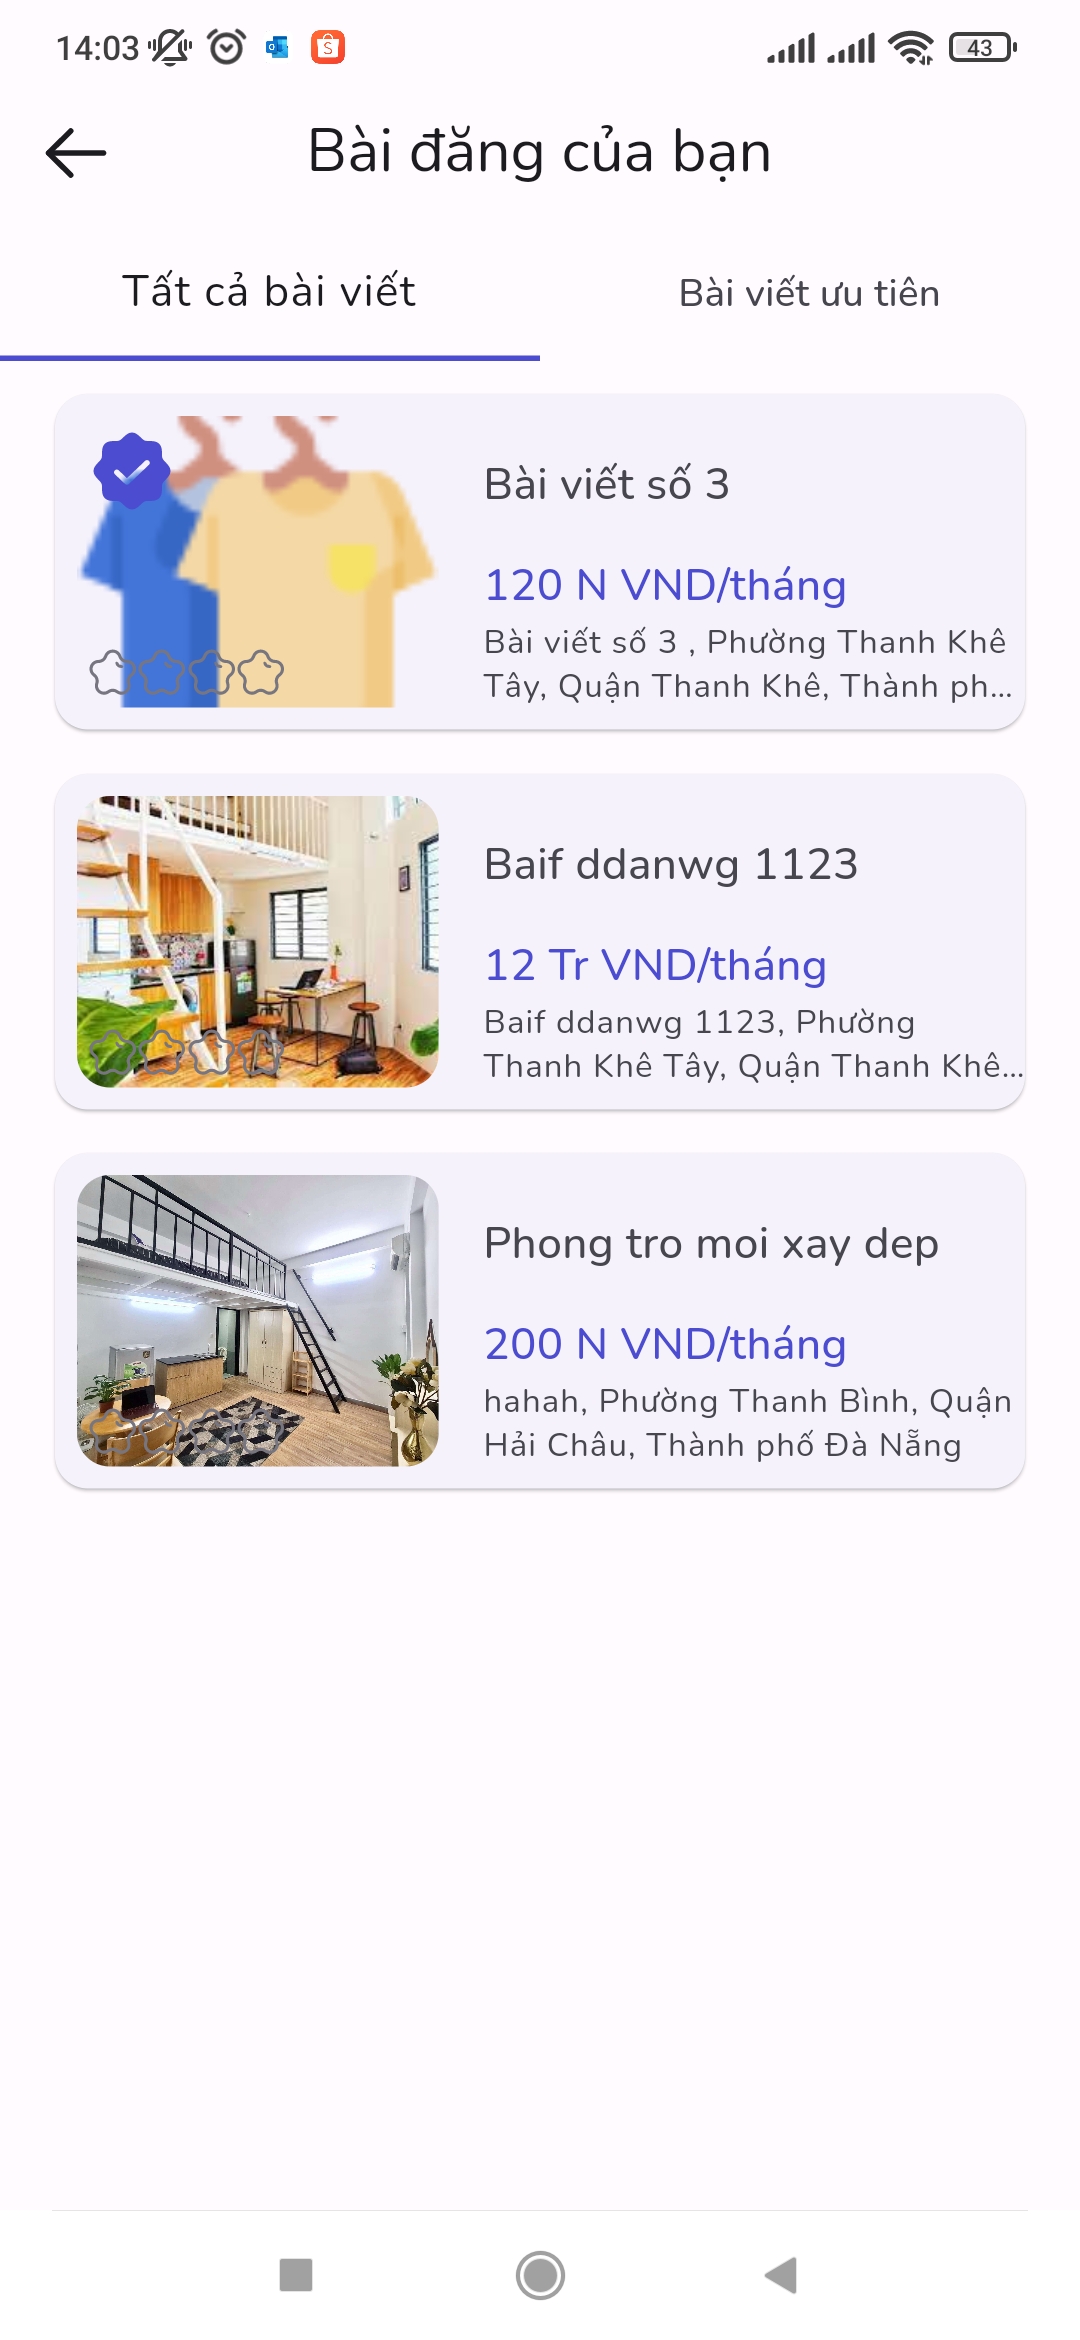 14:03
43
Bài đăng của bạn
Tất cả bài viết
Bài viết ưu tiên
Bài viết số 3
120 N VND/tháng
Bài viết số 3 , Phường Thanh Khê
Tây, Quận Thanh Khê, Thành ph...
Baif ddanwg 1123
12 Tr VND/tháng
Baif ddanwg 1123, Phường
Thanh Khê Tây, Quận Thanh Khê...
Phong tro moi xay dep
200 N VND/tháng
hahah, Phường Thanh Bình, Quận
Hải Châu, Thành phố Đà Nẵng